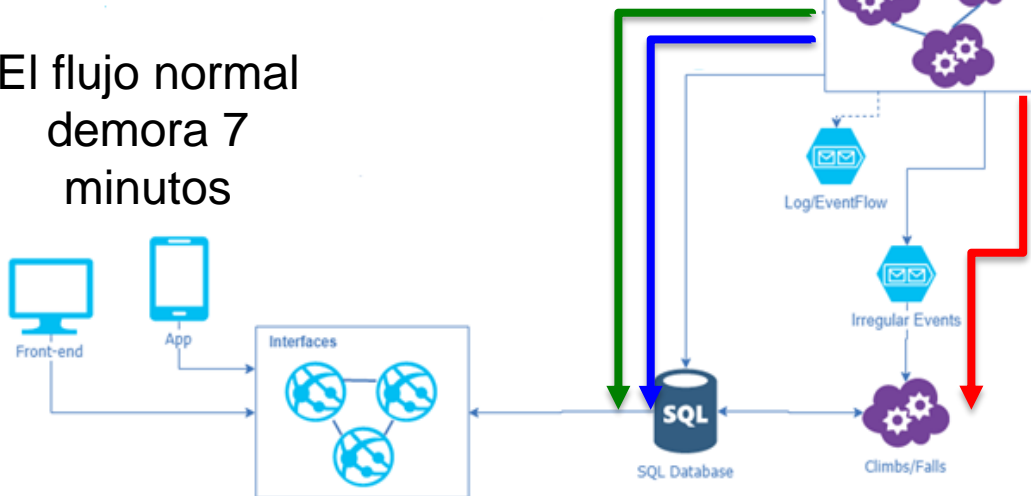 El flujo normal
demora 7
minutos
Log/EventFlow
Irregular Events
Front-end
App
Interfaces
SQL
SQL Database
Climbs/Falls